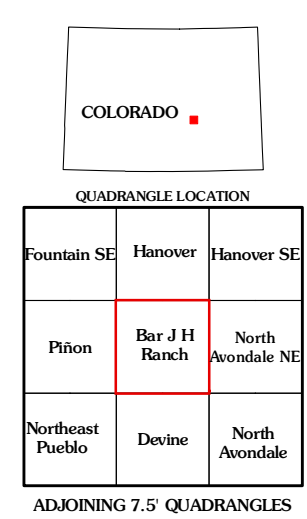 COLORADO
QUADRANGLE LOCATION
Fountain SE
Hanover
Hanover SE
Piñon
Bar J H
Ranch
North
Avondale NE
Northeast
Pueblo
Devine
North
Avondale
ADJOINING 7.5' QUADRANGLES